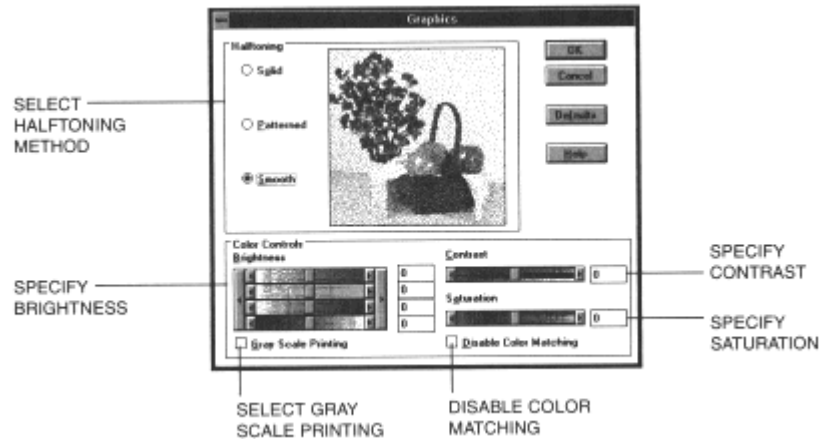 Graphics
Halftoning
Solid
Patterned
Smooth
OK
Cancel
Defaults
Help
SELECT
HALFTONING
METHOD
Color Controls
Brightness
0
0
0
0
Contrast
0
Saturation
0
Gray Scale Printing
Disable Color Matching
SPECIFY
BRIGHTNESS
SPECIFY
CONTRAST
SPECIFY
SATURATION
SELECT GRAY
SCALE PRINTING
DISABLE COLOR
MATCHING